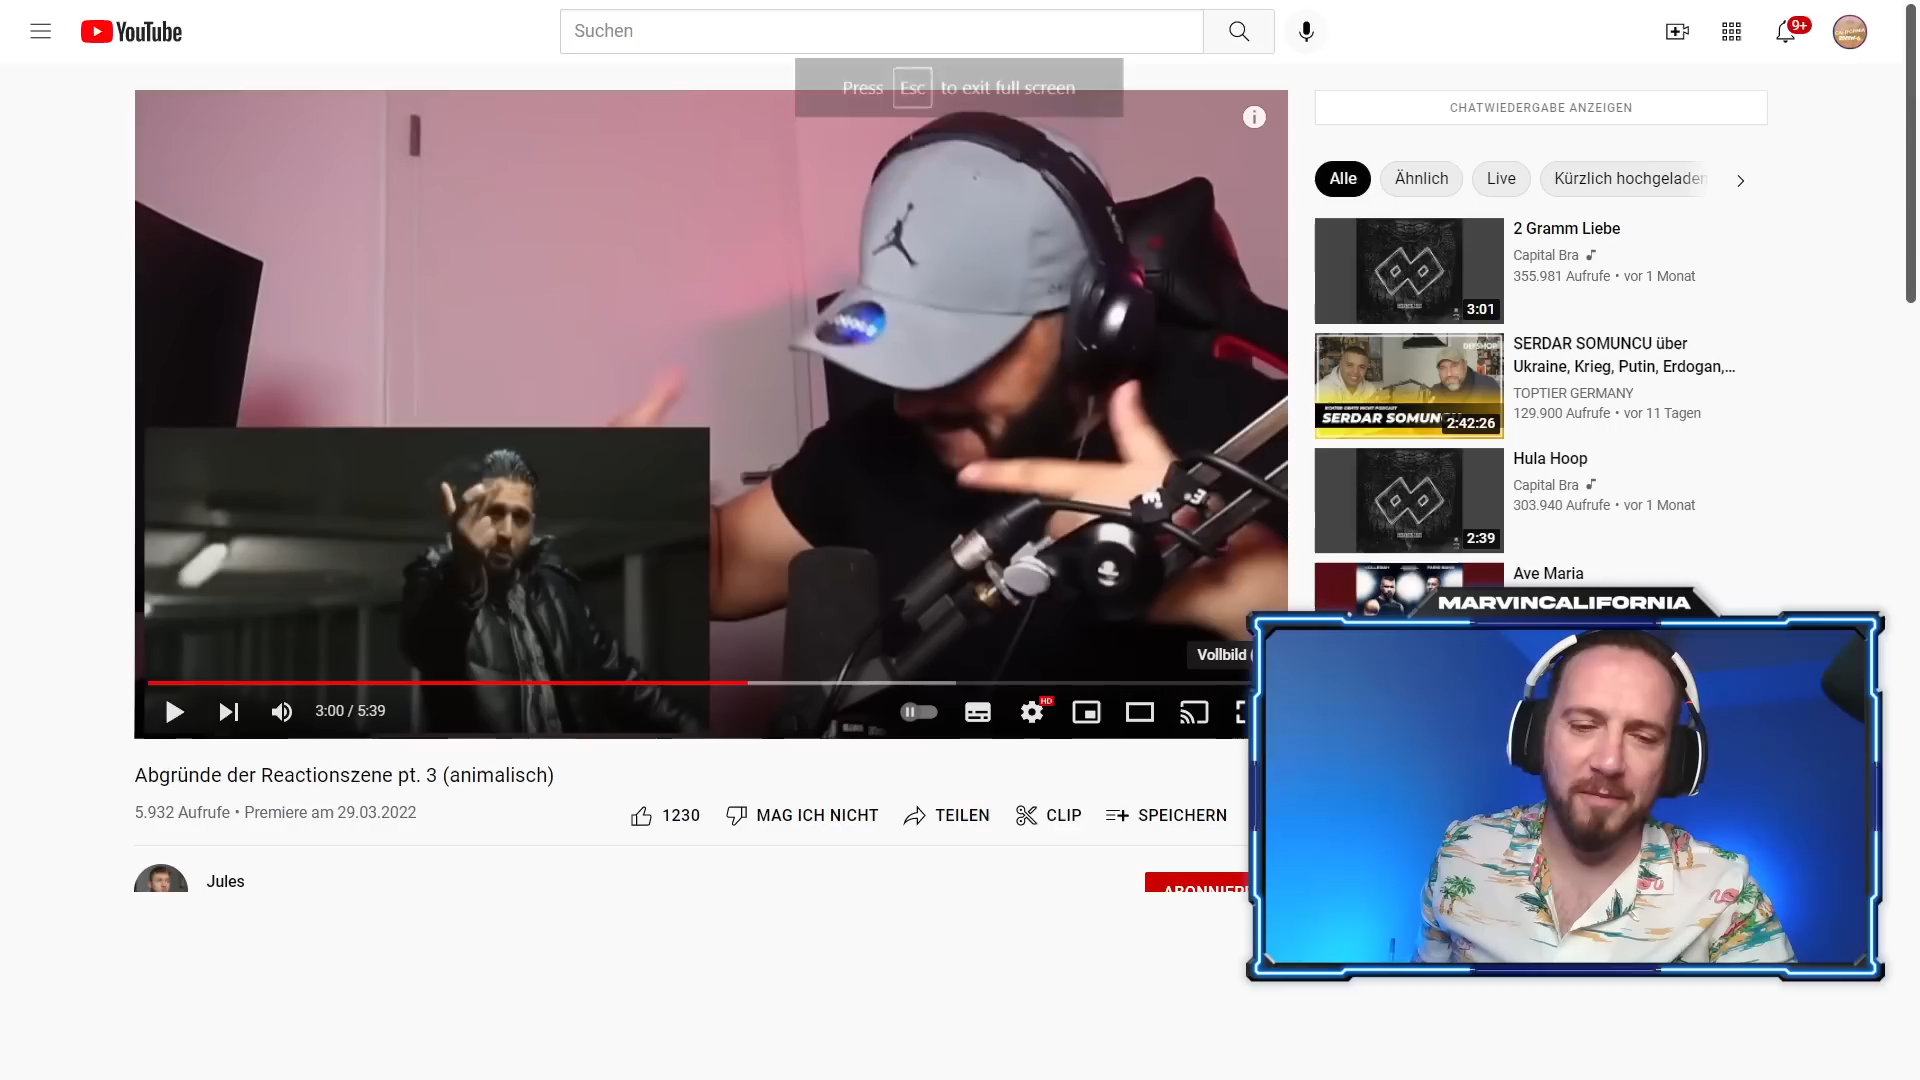 YouTube
Suchen
9+
Press Esc to exit full screen
CHATWIEDERGABE ANZEIGEN
Alle
Ähnlich
Live
Kürzlich hochgeladen
2 Gramm Liebe
Capital Bra
355.981 Aufrufe • vor 1 Monat
3:01
SERDAR SOMUNCU über
Ukraine, Krieg, Putin, Erdogan,...
TOPTIER GERMANY
129.900 Aufrufe • vor 11 Tagen
SERDAR SOMUNCU
2:42:26
Hula Hoop
Capital Bra
303.940 Aufrufe • vor 1 Monat
2:39
Ave Maria
MARVINCALIFORNIA
Vollbild
3:00 / 5:39
HD
Abgründe der Reactionszene pt. 3 (animalisch)
5.932 Aufrufe • Premiere am 29.03.2022
1230
MAG ICH NICHT
TEILEN
CLIP
SPEICHERN
Jules